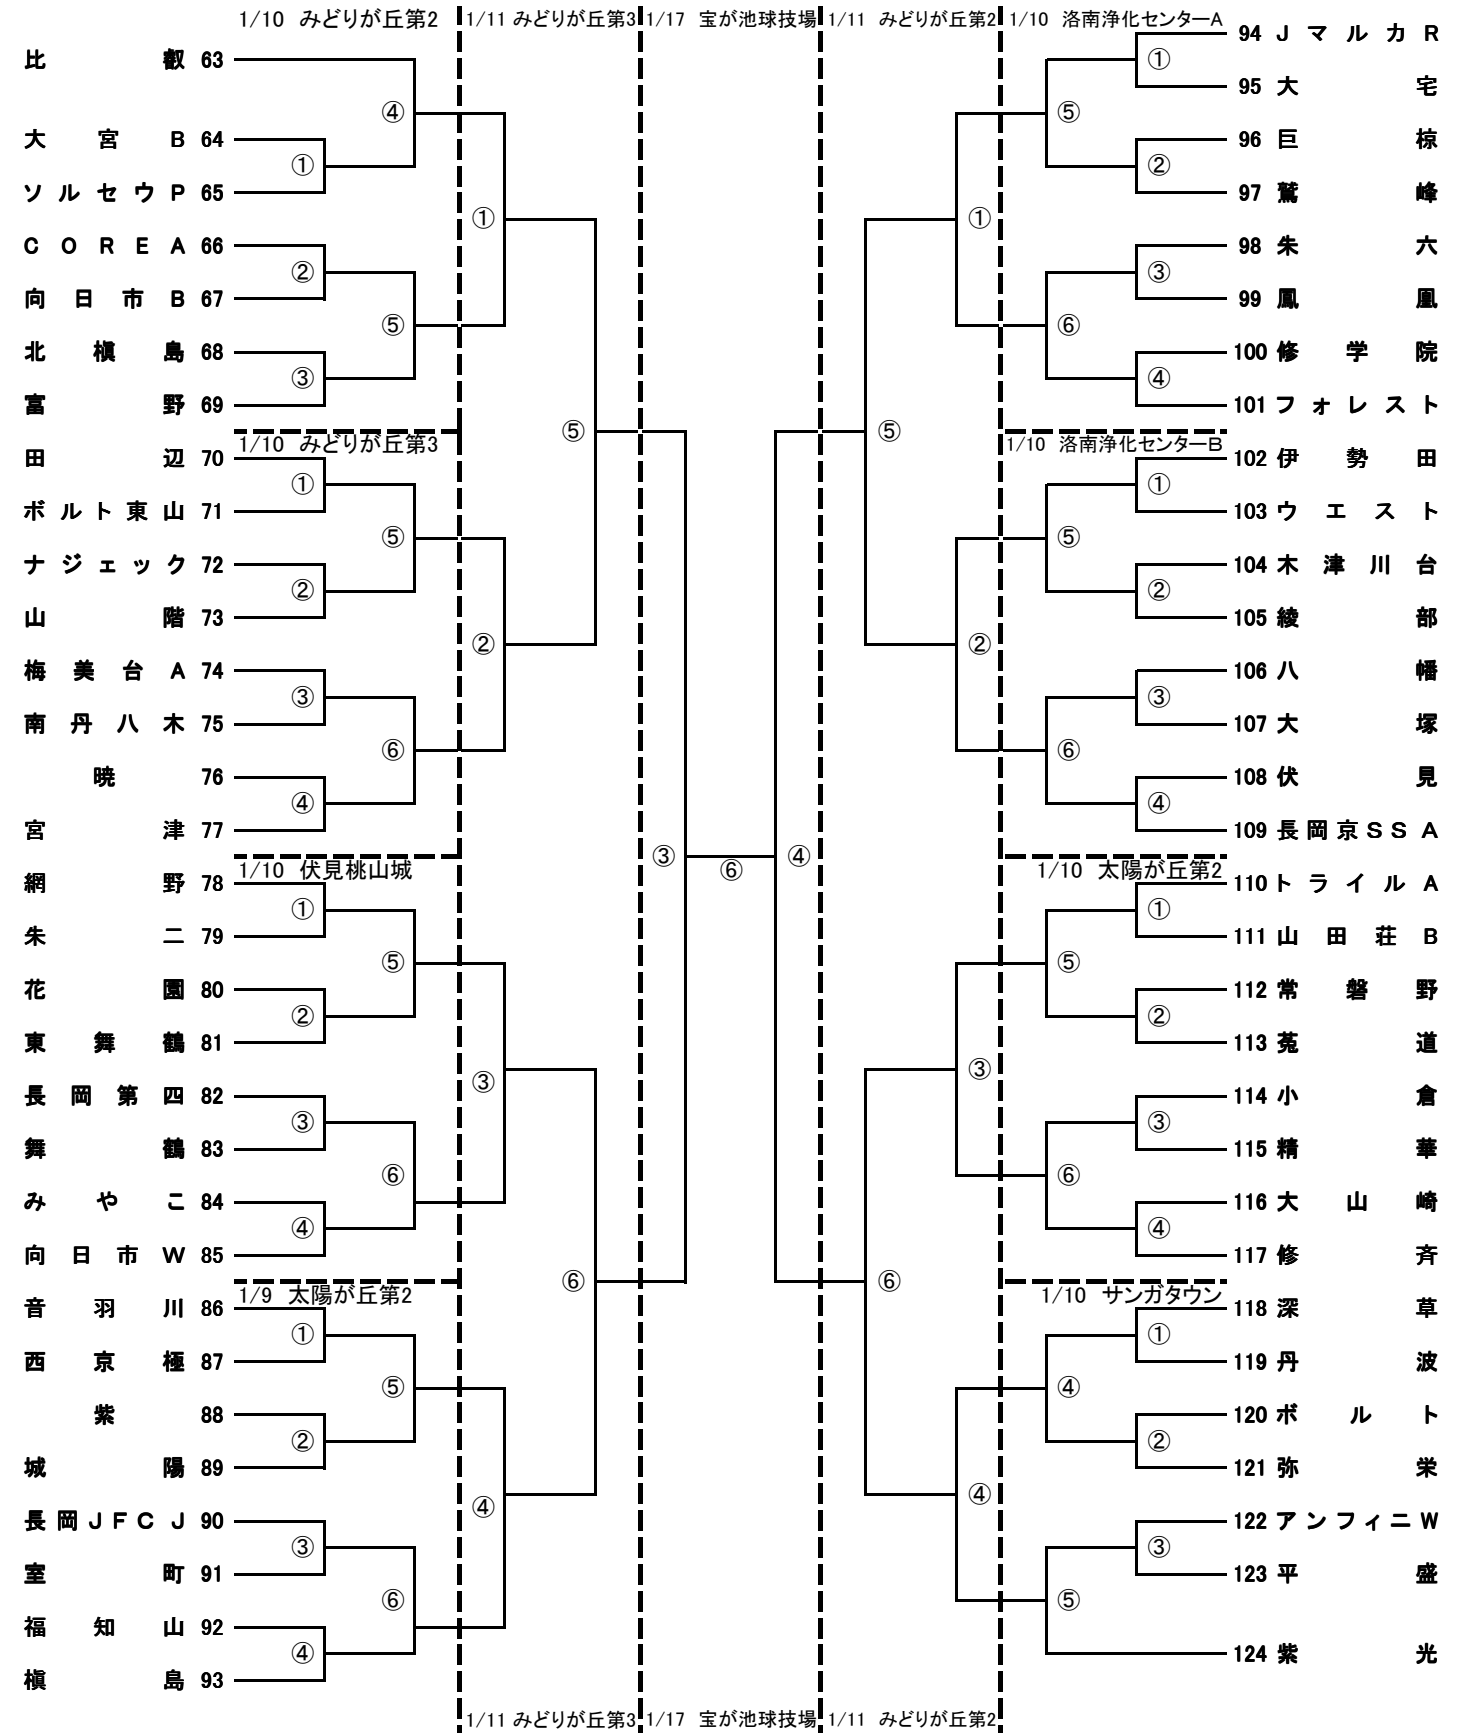 1/10 みどりが丘第2
1/11 みどりが丘第3
1/17 宝が池球技場
1/11 みどりが丘第2
1/10 洛南浄化センターA
比叡 63
④
大宮B 64
①
ソルセウP 65
①
COREA 66
②
向日市B 67
⑤
北槇島 68
③
富野 69
⑤
1/10 みどりが丘第3
田辺 70
①
ボルト東山 71
⑤
ナジェック 72
②
山階 73
②
梅美台A 74
③
南丹八木 75
⑥
暁 76
④
宮津 77
③
1/10 伏見桃山城
網野 78
①
朱二 79
⑤
花園 80
②
東舞鶴 81
③
長岡第四 82
③
舞鶴 83
⑥
みやこ 84
④
向日市W 85
⑥
1/9 太陽が丘第2
音羽川 86
①
西京極 87
⑤
紫 88
②
城陽 89
④
長岡JFCJ 90
③
室町 91
⑥
福知山 92
④
槇島 93
⑥
94 JマルカR
①
95 大宅
⑤
96 巨椋
②
97 鷲峰
①
98 朱六
③
99 鳳凰
⑥
100 修学院
④
101 フォレスト
⑤
1/10 洛南浄化センターB
102 伊勢田
①
103 ウエスト
⑤
104 木津川台
②
105 綾部
②
106 八幡
③
107 大塚
⑥
108 伏見
④
109 長岡京SSA
④
1/10 太陽が丘第2
110 トライルA
①
111 山田荘B
⑤
112 常磐野
②
113 菟道
③
114 小倉
③
115 精華
⑥
116 大山崎
④
117 修斉
⑥
1/10 サンガタウン
118 深草
①
119 丹波
④
120 ボルト
②
121 弥栄
④
122 アンフィニW
③
123 平盛
⑤
124 紫光
1/11 みどりが丘第3
1/17 宝が池球技場
1/11 みどりが丘第2